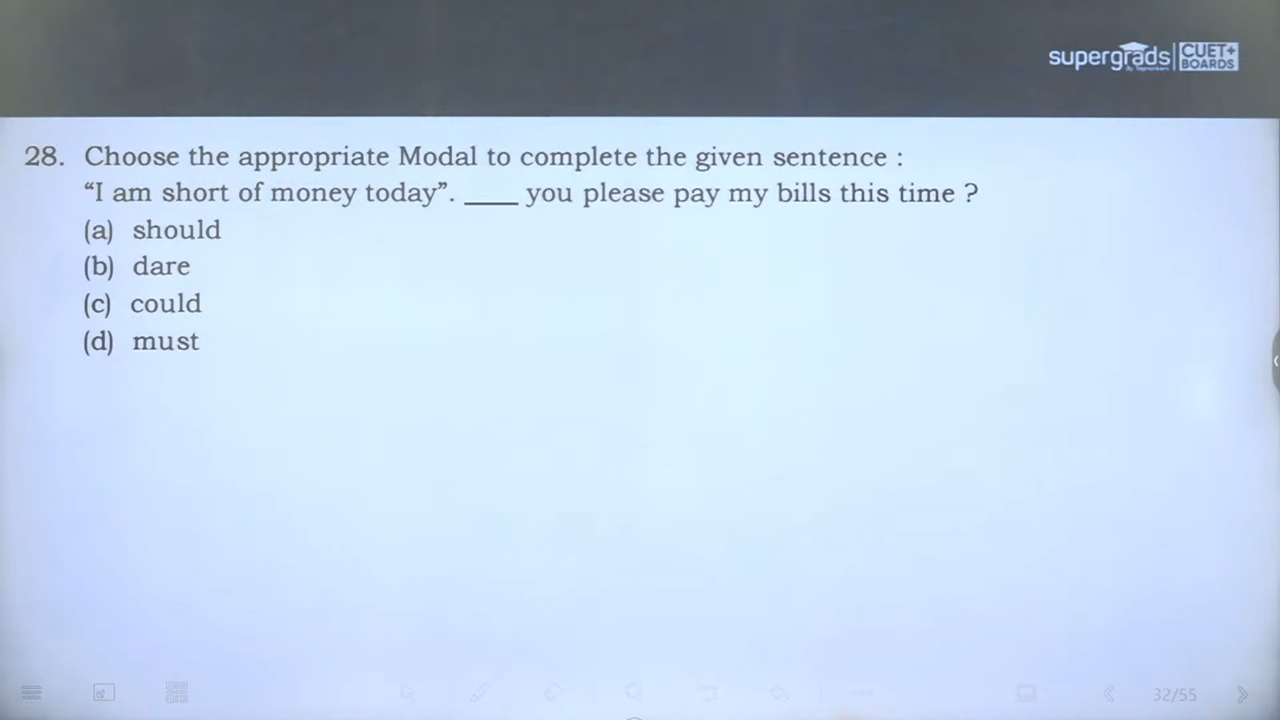 supergrads CUET+
BOARDS
28. Choose the appropriate Modal to complete the given sentence :
“I am short of money today”. ____ you please pay my bills this time ?
(a) should
(b) dare
(c) could
(d) must
32/55